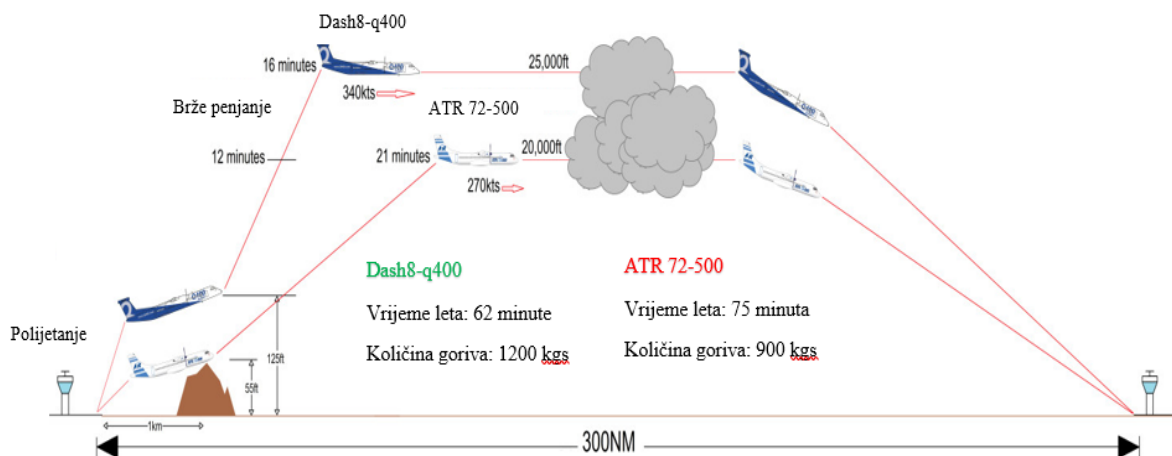 Dash8-q400
16 minutes
340kts
25,000ft
Brže penjanje
ATR 72-500
12 minutes
21 minutes
270kts
20,000ft
Dash8-q400
Vrijeme leta: 62 minute
Količina goriva: 1200 kgs
ATR 72-500
Vrijeme leta: 75 minuta
Količina goriva: 900 kgs
Polijetanje
125ft
55ft
1km
300NM